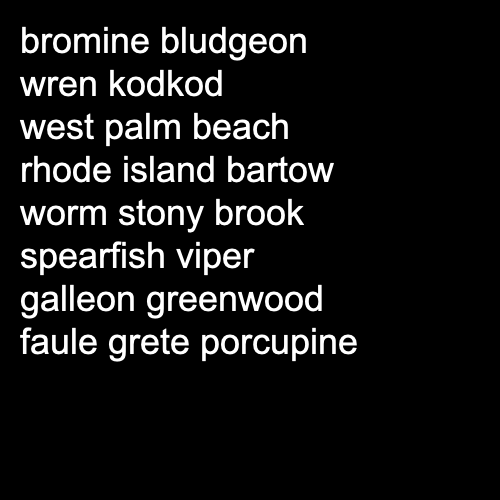 bromine bludgeon
wren kodkod
west palm beach
rhode island bartow
worm stony brook
spearfish viper
galleon greenwood
faule grete porcupine